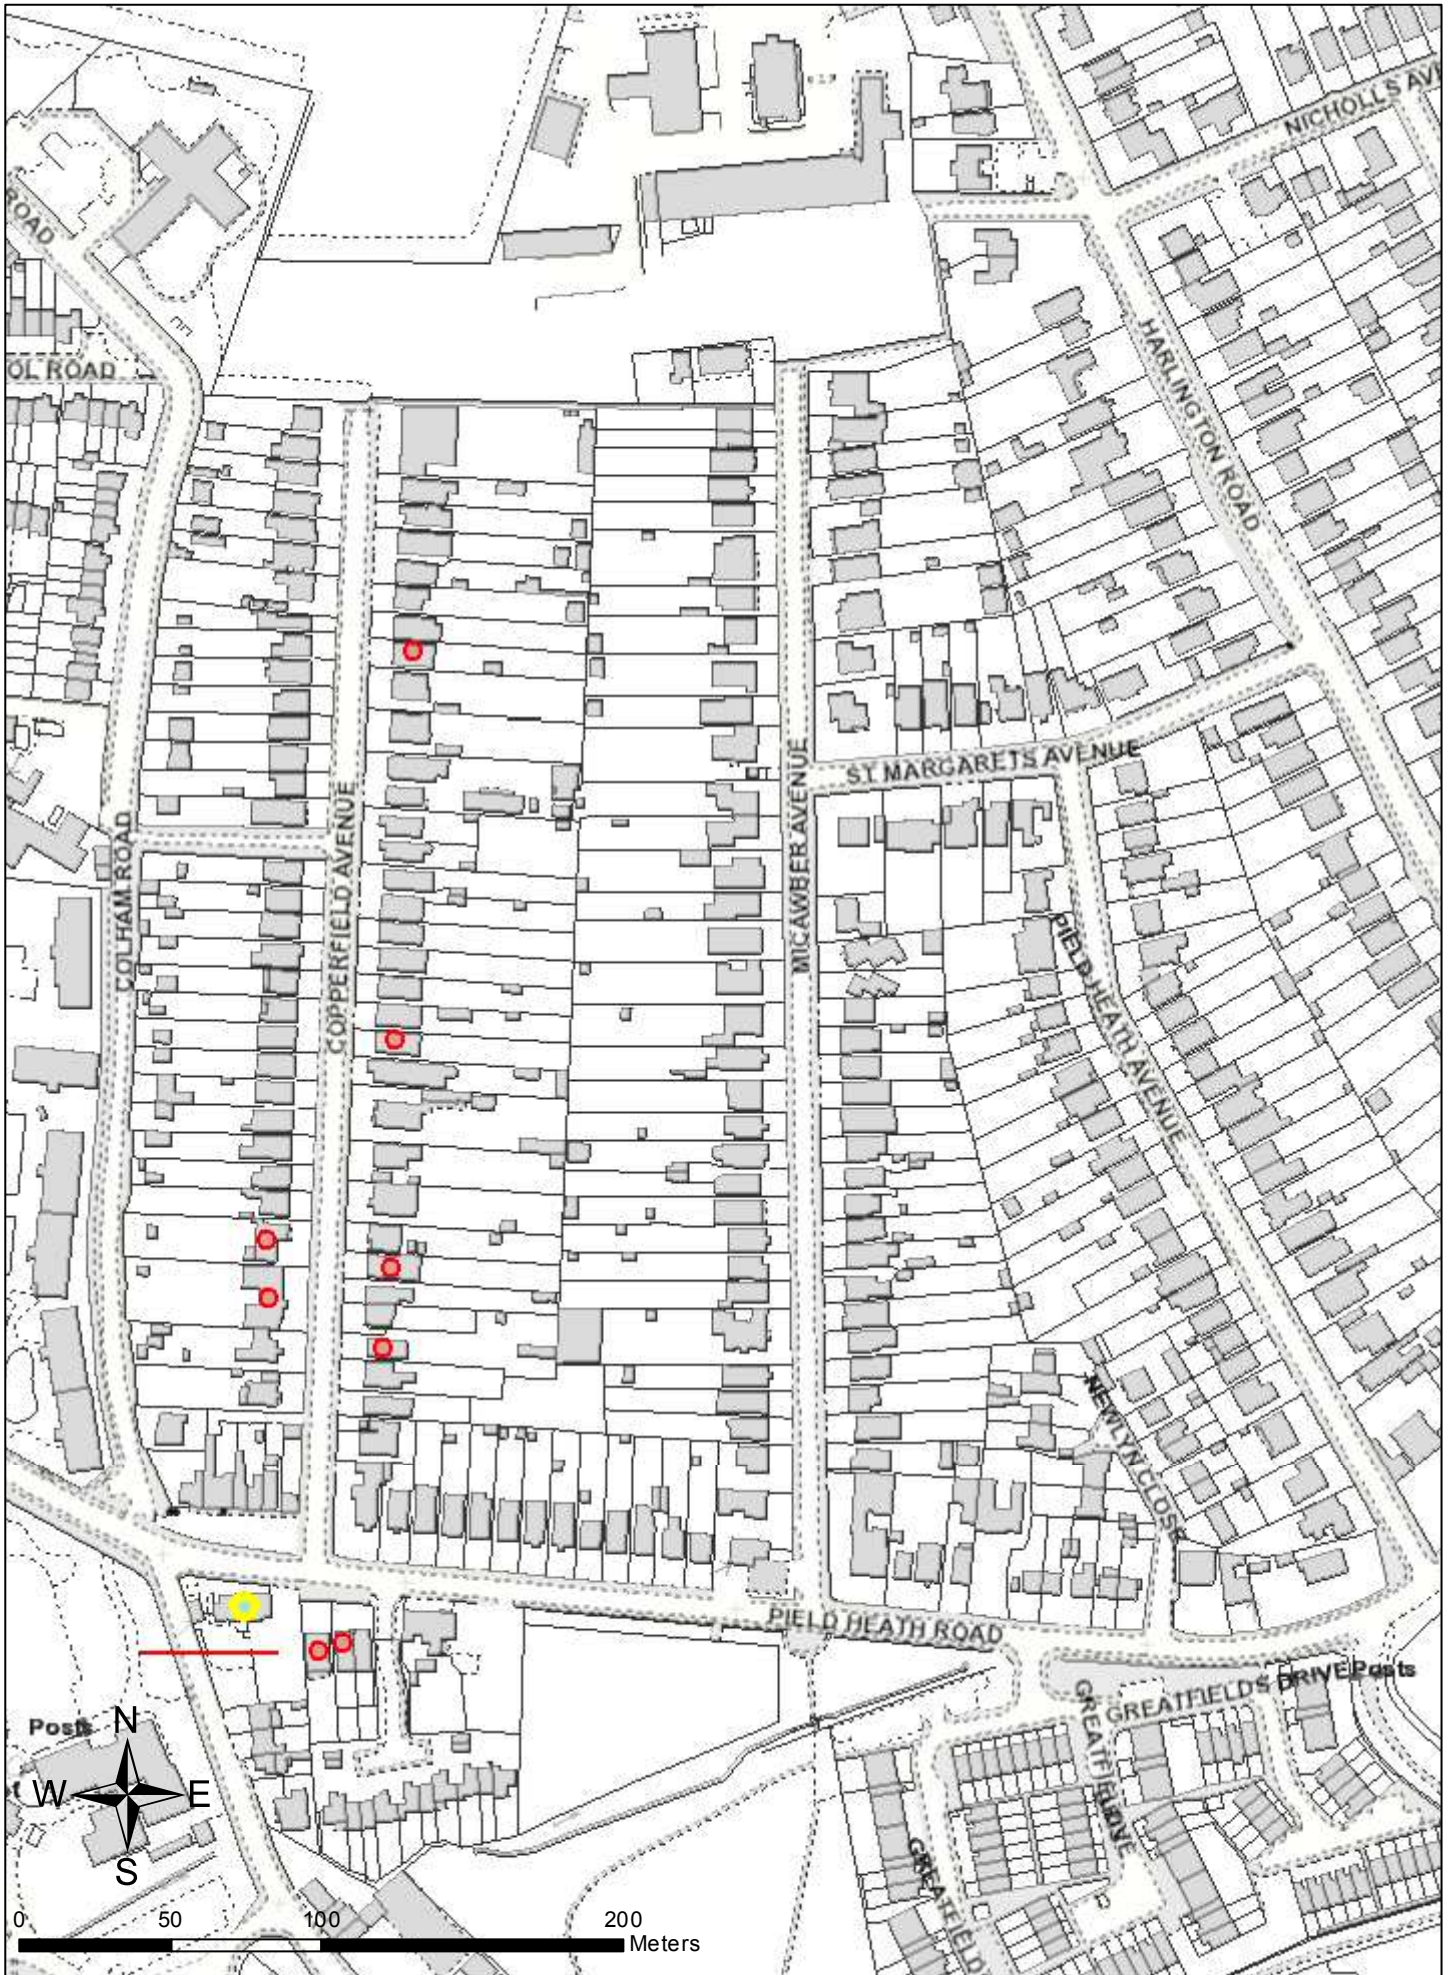 NICHOLLS AV
ROAD
OL ROAD
HARLINGTON ROAD
ST MARGARETS AVENUE
MICAWBER AVENUE
COPPERFIELD AVENUE
COLHAM ROAD
PIELD HEATH AVENUE
NEWLYN CLOSE
PIELD HEATH ROAD
GREATFIELDS DRIVE
Posts
Posts
N
W E
S
GREATFIELD
0 50 100 200
Meters